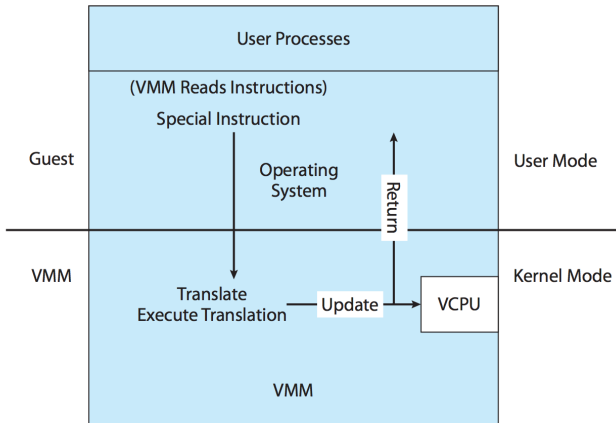 User Processes
(VMM Reads Instructions)
Special Instruction
Guest
Operating
System
User Mode
Return
VMM
Kernel Mode
Translate
Execute Translation
Update
VCPU
VMM